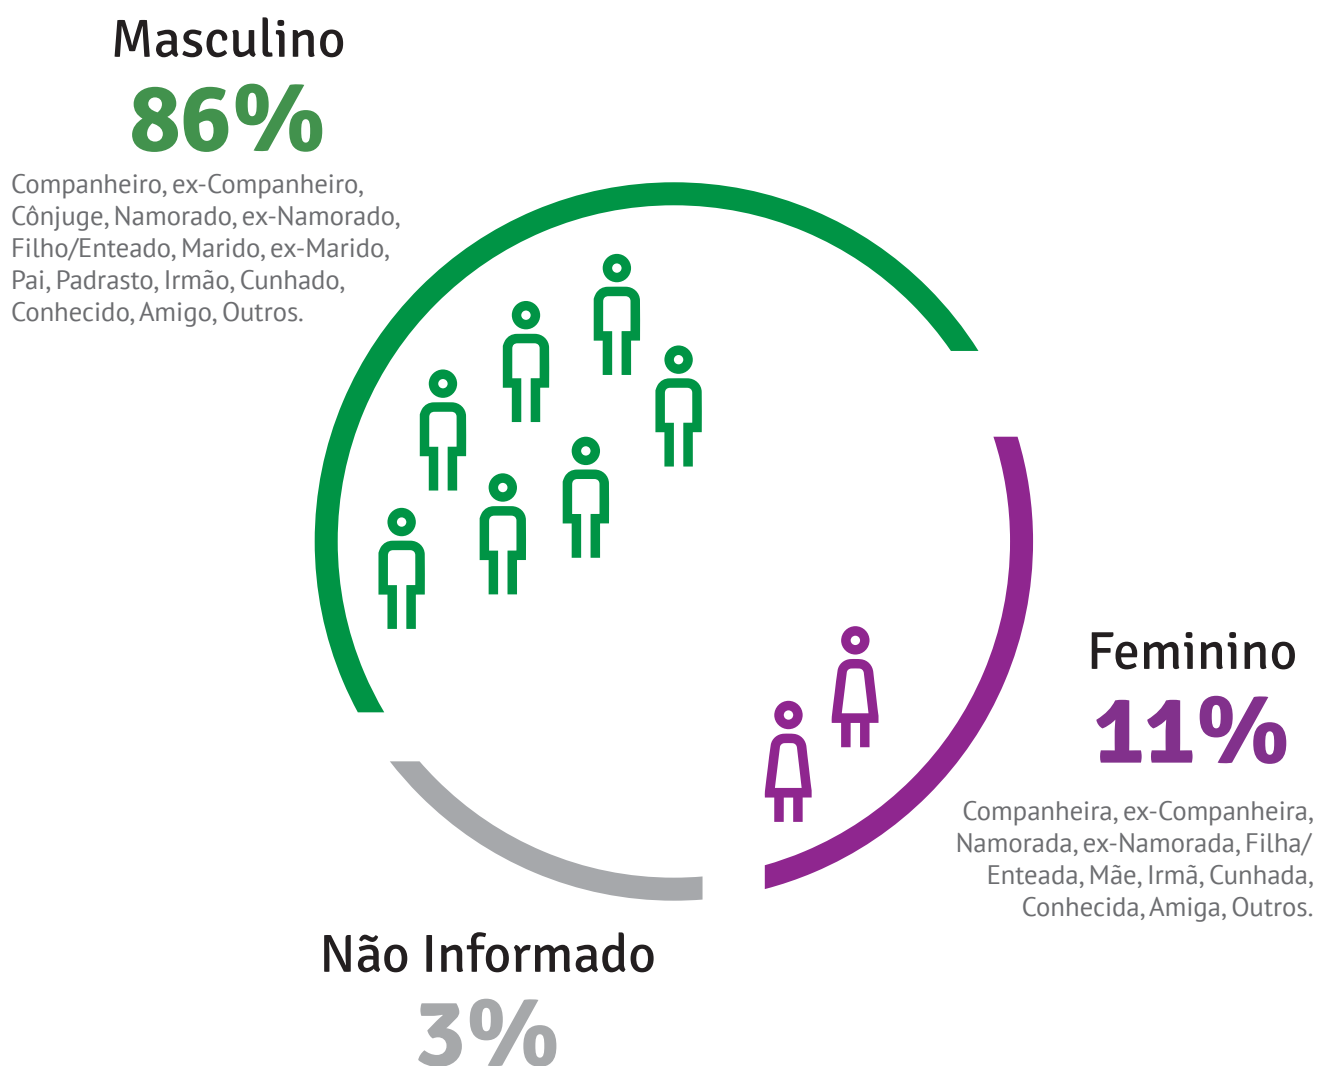 Masculino
86%
Companheiro, ex-Companheiro,
Cônjuge, Namorado, ex-Namorado,
Filho/Enteado, Marido, ex-Marido,
Pai, Padrasto, Irmão, Cunhado,
Conhecido, Amigo, Outros.
Feminino
11%
Companheira, ex-Companheira,
Namorada, ex-Namorada, Filha/
Enteada, Mãe, Irmã, Cunhada,
Conhecida, Amiga, Outros.
Não Informado
3%